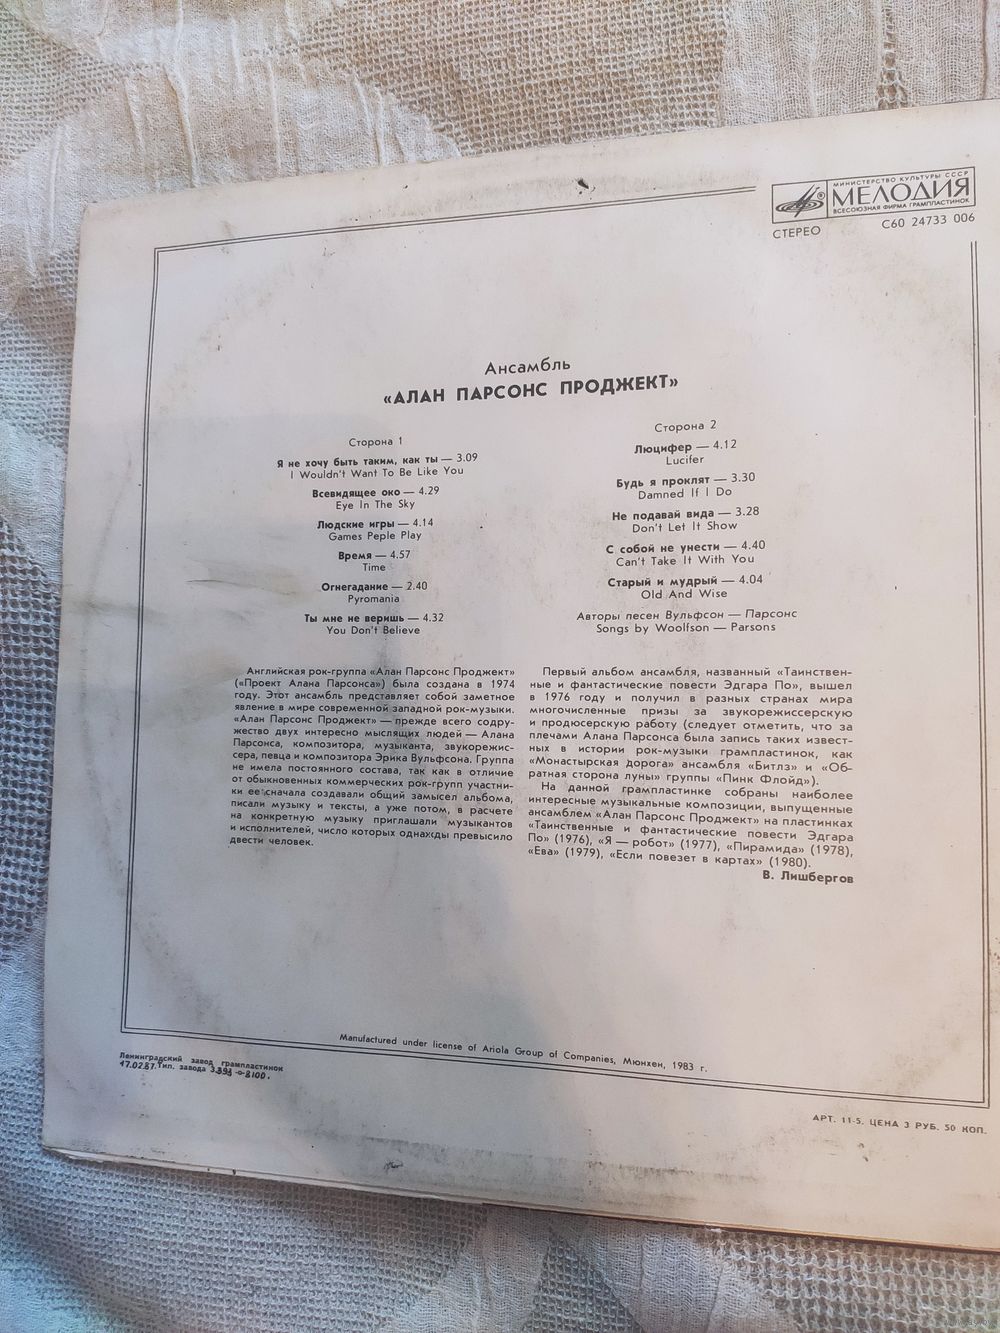 МИНИСТЕРСТВО КУЛЬТУРЫ СССР
МЕЛОДИЯ
ВСЕСОЮЗНАЯ ФИРМА ГРАМПЛАСТИНОК
СТЕРЕО
С60 24733 006
Ансамбль
«АЛАН ПАРСОНС ПРОДЖЕКТ»
Сторона 1
Я не хочу быть таким, как ты — 3.09
I Wouldn't Want To Be Like You
Всевидящее око — 4.29
Eye In The Sky
Людские игры — 4.14
Games Peple Play
Время — 4.57
Time
Огнегадание — 2.40
Pyromania
Ты мне не веришь — 4.32
You Don't Believe
Сторона 2
Люцифер — 4.12
Lucifer
Будь я проклят — 3.30
Damned If I Do
Не подавай вида — 3.28
Don't Let It Show
С собой не унести — 4.40
Can't Take It With You
Старый и мудрый — 4.04
Old And Wise
Авторы песен Вульфсон — Парсонс
Songs by Woolfson — Parsons
Английская рок-группа «Алан Парсонс Проджект»
(«Проект Алана Парсонса») была создана в 1974
году. Этот ансамбль представляет собой заметное
явление в мире современной западной рок-музыки.
«Алан Парсонс Проджект» — прежде всего содру-
жество двух интересно мыслящих людей — Алана
Парсонса, композитора, музыканта, звукорежис-
сера, певца и композитора Эрика Вульфсона. Группа
не имела постоянного состава, так как в отличие
от обыкновенных коммерческих рок-групп участни-
ки ее сначала создавали общий замысел альбома,
писали музыку и тексты, а уже потом, в расчете
на конкретную музыку приглашали музыкантов
и исполнителей, число которых однажды превысило
двести человек.
Первый альбом ансамбля, названный «Таинствен-
ные и фантастические повести Эдгара По», вышел
в 1976 году и получил в разных странах мира
многочисленные призы за звукорежиссерскую
и продюсерскую работу (следует отметить, что за
плечами Алана Парсонса была запись таких извест-
ных в истории рок-музыки грампластинок, как
«Монастырская дорога» ансамбля «Битлз» и «Об-
ратная сторона луны» группы «Пинк Флойд»).
На данной грампластинке собраны наиболее
интересные музыкальные композиции, выпущенные
ансамблем «Алан Парсонс Проджект» на пластинках
«Таинственные и фантастические повести Эдгара
По» (1976), «Я — робот» (1977), «Пирамида» (1978),
«Ева» (1979), «Если повезет в картах» (1980).
В. Лишбергов
Manufactured under license of Ariola Group of Companies, Мюнхен, 1983 г.
Ленинградский завод грампластинок
17.02.87. Тип. завода
АРТ. 11-5. ЦЕНА 3 РУБ. 50 КОП.